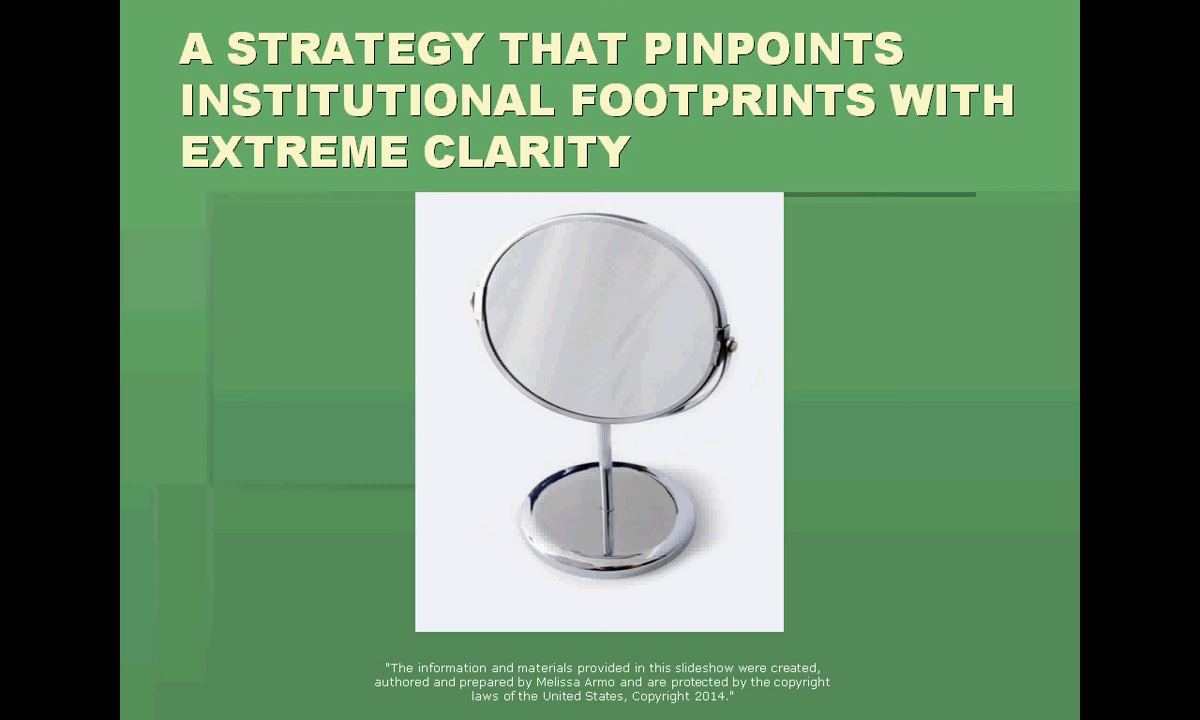 A STRATEGY THAT PINPOINTS
INSTITUTIONAL FOOTPRINTS WITH
EXTREME CLARITY
"The information and materials provided in this slideshow were created,
authored and prepared by Melissa Armo and are protected by the copyright
laws of the United States, Copyright 2014."